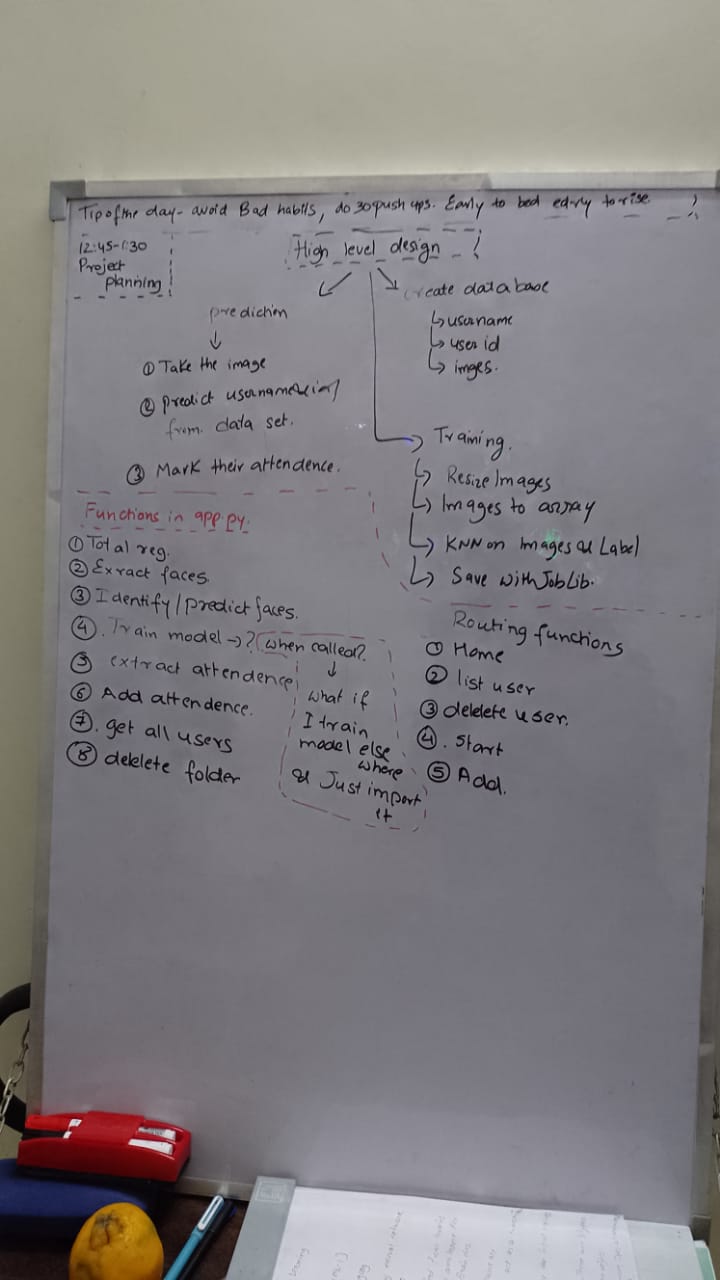 Tip of the day- avoid Bad habits, do 30 push ups. Early to bed early to rise
12:45-1:30
Project
planning
High level design
prediction
① Take the image
② Predict username
from data set.
③ Mark their attendence.
create database
username
user id
imges.
Training.
Resize Images
Images to array
KNN on Images & Label
Save with JobLib.
Functions in app.py.
① Total reg.
② Exract faces.
③ Identify/predict faces.
④. Train model →? when called?
⑤ extract attendence
⑥ Add attendence.
⑦. get all users
⑧ delelete folder
what if
I train
model else
where
& Just import
it
Routing functions
① Home
② list user
③ delelete user.
④. Start
⑤ Add.